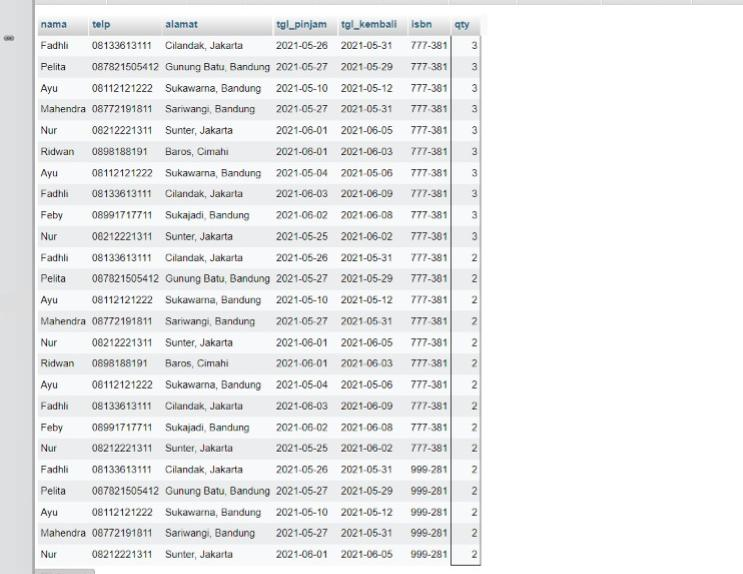 nama telp alamat tgl_pinjam tgl_kembali isbn qty
Fadhli 08133613111 Cilandak, Jakarta 2021-05-26 2021-05-31 777-381 3
Pelita 087821505412 Gunung Batu, Bandung 2021-05-27 2021-05-29 777-381 3
Ayu 08112121222 Sukawarna, Bandung 2021-05-10 2021-05-12 777-381 3
Mahendra 08772191811 Sariwangi, Bandung 2021-05-27 2021-05-31 777-381 3
Nur 08212221311 Sunter, Jakarta 2021-06-01 2021-06-05 777-381 3
Ridwan 0898188191 Baros, Cimahi 2021-06-01 2021-06-03 777-381 3
Ayu 08112121222 Sukawarna, Bandung 2021-05-04 2021-05-06 777-381 3
Fadhli 08133613111 Cilandak, Jakarta 2021-06-03 2021-06-09 777-381 3
Feby 08991717711 Sukajadi, Bandung 2021-06-02 2021-06-08 777-381 3
Nur 08212221311 Sunter, Jakarta 2021-05-25 2021-06-02 777-381 3
Fadhli 08133613111 Cilandak, Jakarta 2021-05-26 2021-05-31 777-381 2
Pelita 087821505412 Gunung Batu, Bandung 2021-05-27 2021-05-29 777-381 2
Ayu 08112121222 Sukawarna, Bandung 2021-05-10 2021-05-12 777-381 2
Mahendra 08772191811 Sariwangi, Bandung 2021-05-27 2021-05-31 777-381 2
Nur 08212221311 Sunter, Jakarta 2021-06-01 2021-06-05 777-381 2
Ridwan 0898188191 Baros, Cimahi 2021-06-01 2021-06-03 777-381 2
Ayu 08112121222 Sukawarna, Bandung 2021-05-04 2021-05-06 777-381 2
Fadhli 08133613111 Cilandak, Jakarta 2021-06-03 2021-06-09 777-381 2
Feby 08991717711 Sukajadi, Bandung 2021-06-02 2021-06-08 777-381 2
Nur 08212221311 Sunter, Jakarta 2021-05-25 2021-06-02 777-381 2
Fadhli 08133613111 Cilandak, Jakarta 2021-05-26 2021-05-31 999-281 2
Pelita 087821505412 Gunung Batu, Bandung 2021-05-27 2021-05-29 999-281 2
Ayu 08112121222 Sukawarna, Bandung 2021-05-10 2021-05-12 999-281 2
Mahendra 08772191811 Sariwangi, Bandung 2021-05-27 2021-05-31 999-281 2
Nur 08212221311 Sunter, Jakarta 2021-06-01 2021-06-05 999-281 2